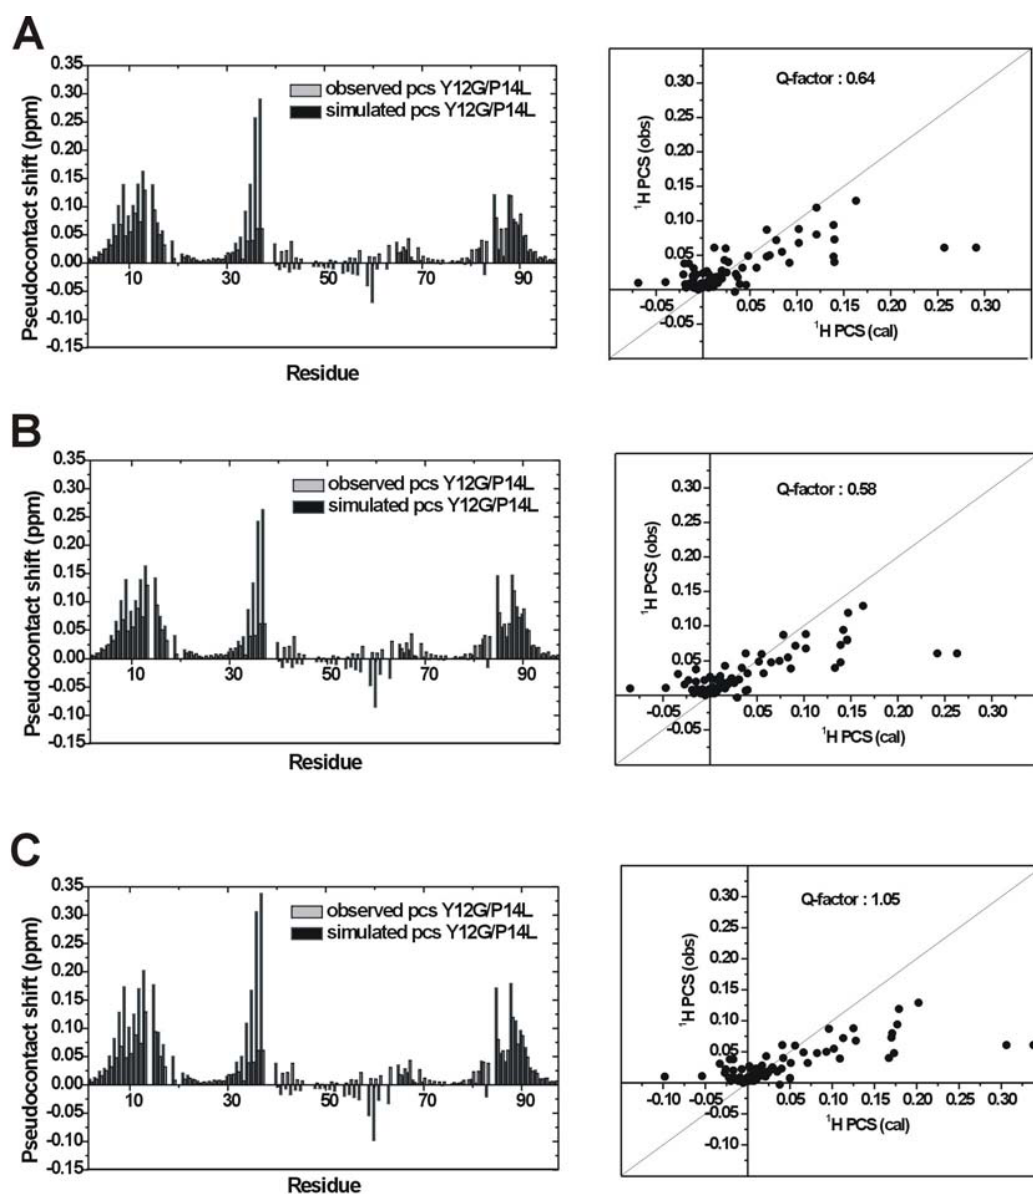 A
0.35
0.30
0.25
0.20
0.15
0.10
0.05
0.00
-0.05
-0.10
-0.15
Pseudocontact shift (ppm)
observed pcs Y12G/P14L
simulated pcs Y12G/P14L
10 30 50 70 90
Residue
Q-factor : 0.64
0.35
0.30
0.25
0.20
0.15
0.10
0.05
-0.05
¹H PCS (obs)
-0.05 0.05 0.10 0.15 0.20 0.25 0.30
¹H PCS (cal)
B
0.35
0.30
0.25
0.20
0.15
0.10
0.05
0.00
-0.05
-0.10
-0.15
Pseudocontact shift (ppm)
observed pcs Y12G/P14L
simulated pcs Y12G/P14L
10 30 50 70 90
Residue
Q-factor : 0.58
0.30
0.25
0.20
0.15
0.10
0.05
-0.05
¹H PCS (obs)
-0.05 0.05 0.10 0.15 0.20 0.25 0.30
¹H PCS (cal)
C
0.35
0.30
0.25
0.20
0.15
0.10
0.05
0.00
-0.05
-0.10
-0.15
Pseudocontact shift (ppm)
observed pcs Y12G/P14L
simulated pcs Y12G/P14L
10 30 50 70 90
Residue
Q-factor : 1.05
0.30
0.25
0.20
0.15
0.10
0.05
-0.05
-0.10
¹H PCS (obs)
-0.10 -0.05 0.05 0.10 0.15 0.20 0.25 0.30
¹H PCS (cal)